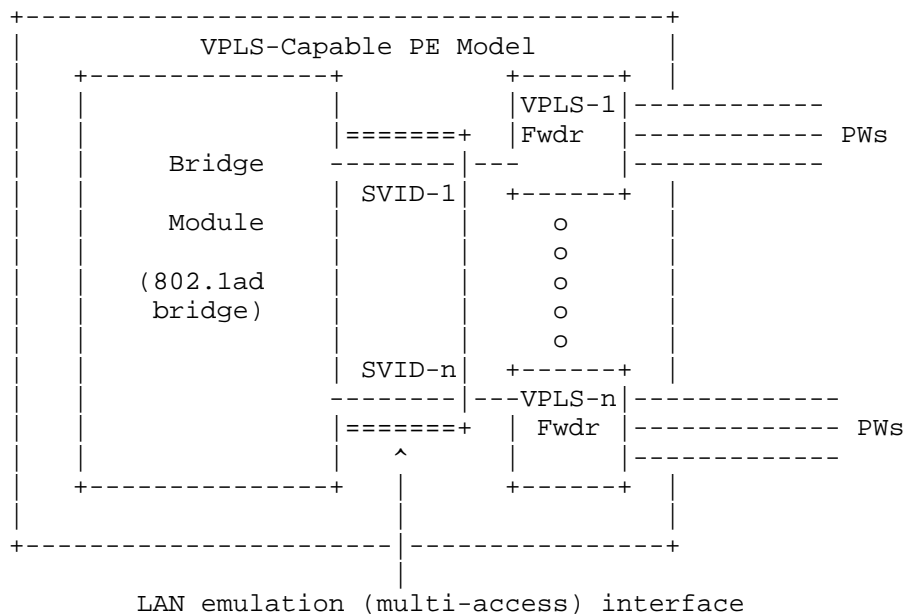 VPLS-Capable PE Model
VPLS-1
Fwdr PWs
Bridge
SVID-1
Module
(802.1ad
bridge)
SVID-n
VPLS-n
Fwdr PWs
LAN emulation (multi-access) interface